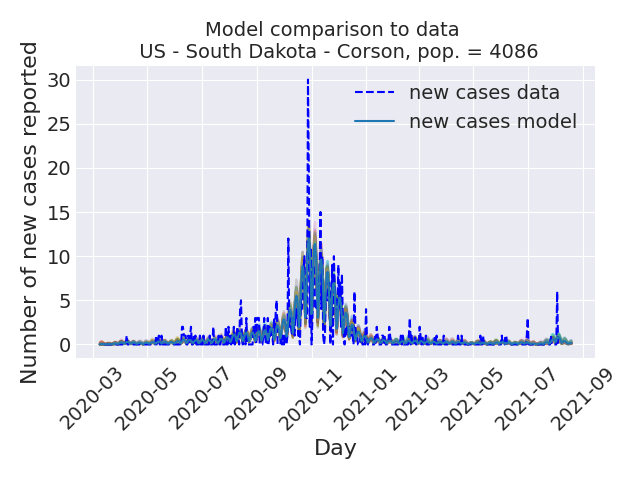 Model comparison to data
US - South Dakota - Corson, pop. = 4086
Number of new cases reported
30
25
20
15
10
5
0
new cases data
new cases model
2020-03
2020-05
2020-07
2020-09
2020-11
2021-01
2021-03
2021-05
2021-07
2021-09
Day